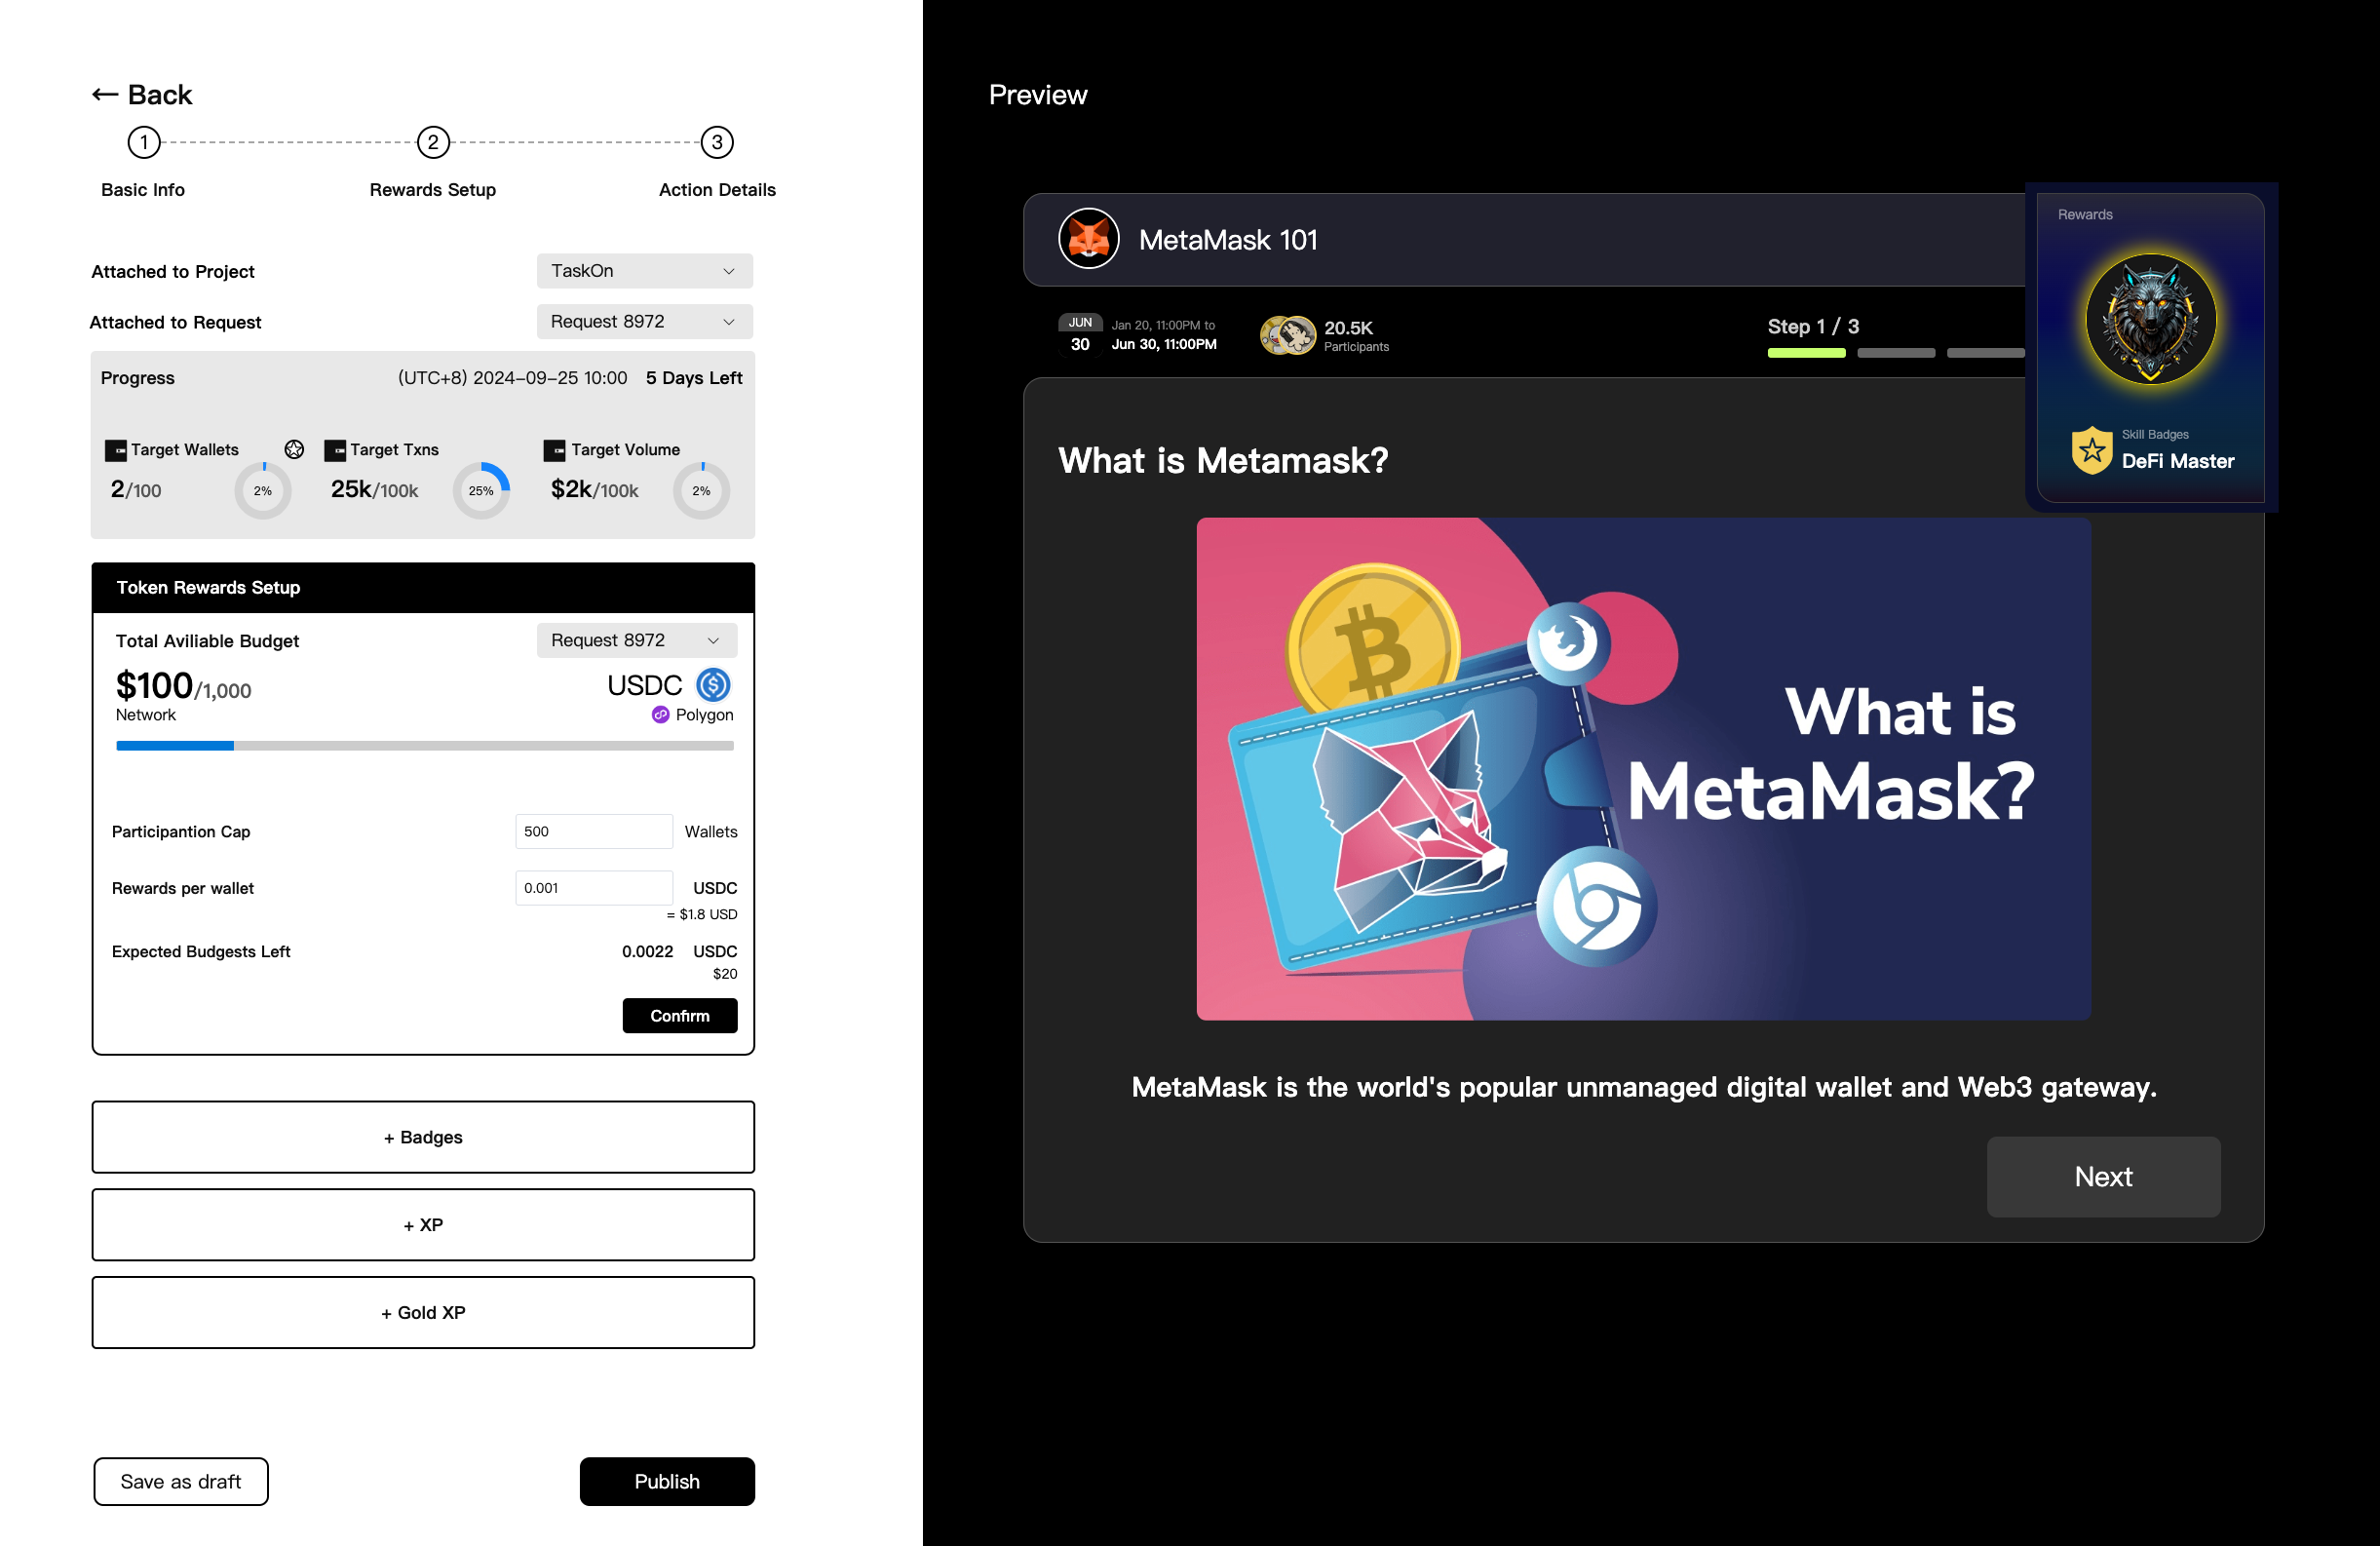 ← Back
1
2
3
Basic Info
Rewards Setup
Action Details
Attached to Project
TaskOn
Attached to Request
Request 8972
Progress
(UTC+8) 2024-09-25 10:00
5 Days Left
Target Wallets
Target Txns
Target Volume
2/100
2%
25k/100k
25%
$2k/100k
2%
Token Rewards Setup
Total Aviliable Budget
Request 8972
$100/1,000
USDC
Network
Polygon
Participantion Cap
500
Wallets
Rewards per wallet
0.001
USDC
= $1.8 USD
Expected Budgests Left
0.0022
USDC
$20
Confirm
+ Badges
+ XP
+ Gold XP
Save as draft
Publish
Preview
MetaMask 101
JUN
30
Jan 20, 11:00PM to
Jun 30, 11:00PM
20.5K
Participants
Step 1 / 3
Rewards
Skill Badges
DeFi Master
What is Metamask?
What is
MetaMask?
MetaMask is the world's popular unmanaged digital wallet and Web3 gateway.
Next